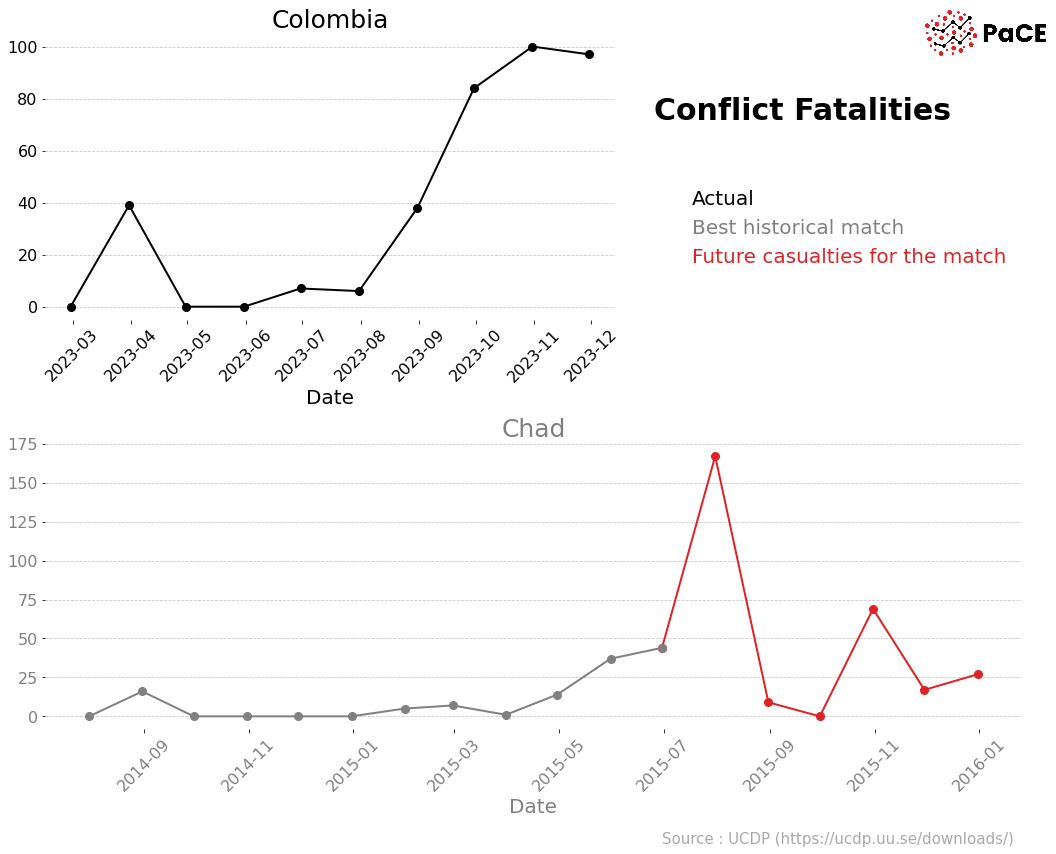 Colombia
PaCE
Conflict Fatalities
Actual
Best historical match
Future casualties for the match
100
80
60
40
20
0
2023-03 2023-04 2023-05 2023-06 2023-07 2023-08 2023-09 2023-10 2023-11 2023-12
Date
Chad
175
150
125
100
75
50
25
0
2014-09 2014-11 2015-01 2015-03 2015-05 2015-07 2015-09 2015-11 2016-01
Date
Source : UCDP (https://ucdp.uu.se/downloads/)